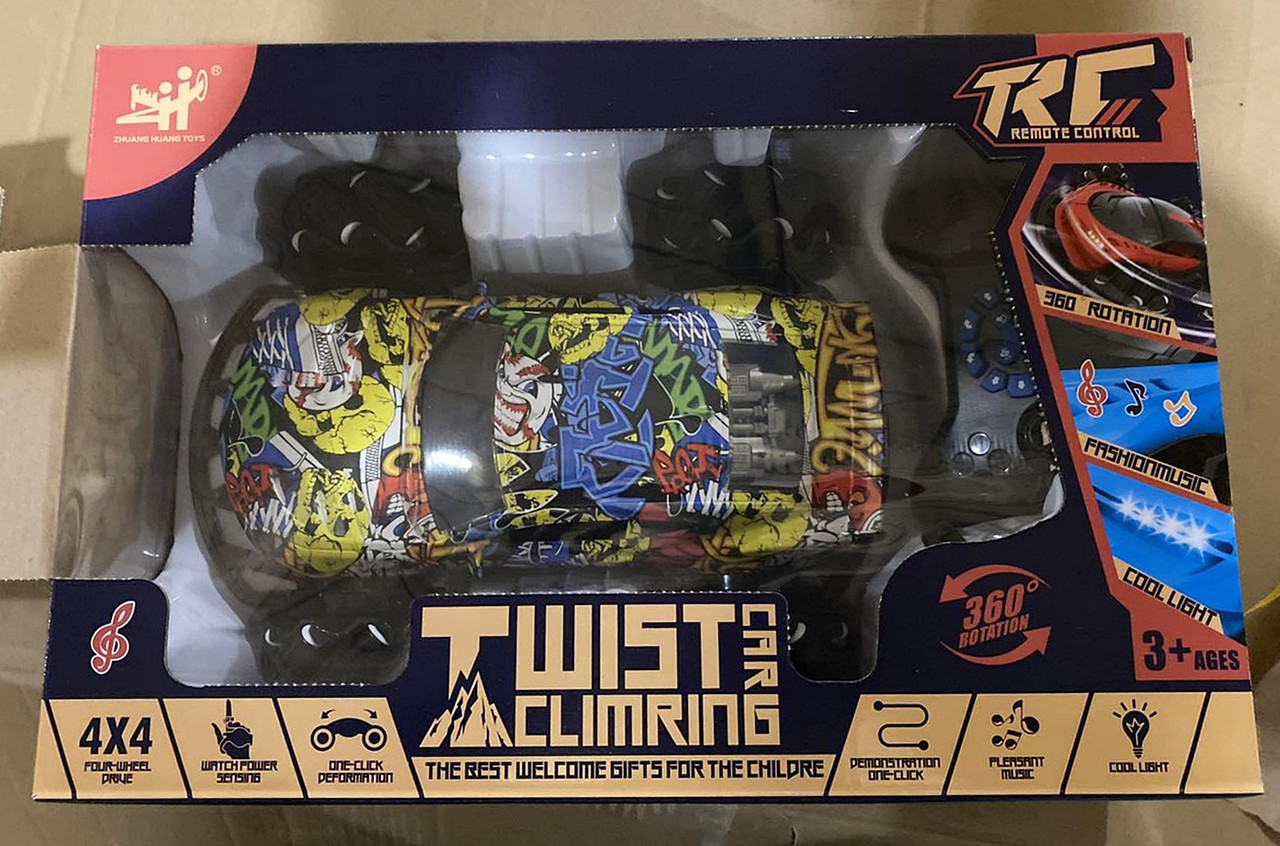 ZHUANG HUANG TOYS
®
TRC
REMOTE CONTROL
360° ROTATION
FASHIONMUSIC
COOL LIGHT
3+ AGES
360°
ROTATION
TWIST
CAR
CLIMRING
THE BEST WELCOME GIFTS FOR THE CHILDRE
4X4
FOUR-WHEEL
DRIVE
WATCH POWER
SENSING
ONE-CLICK
DEFORMATION
DEMONSTRATION
ONE-CLICK
PLEASANT
MUSIC
COOL LIGHT